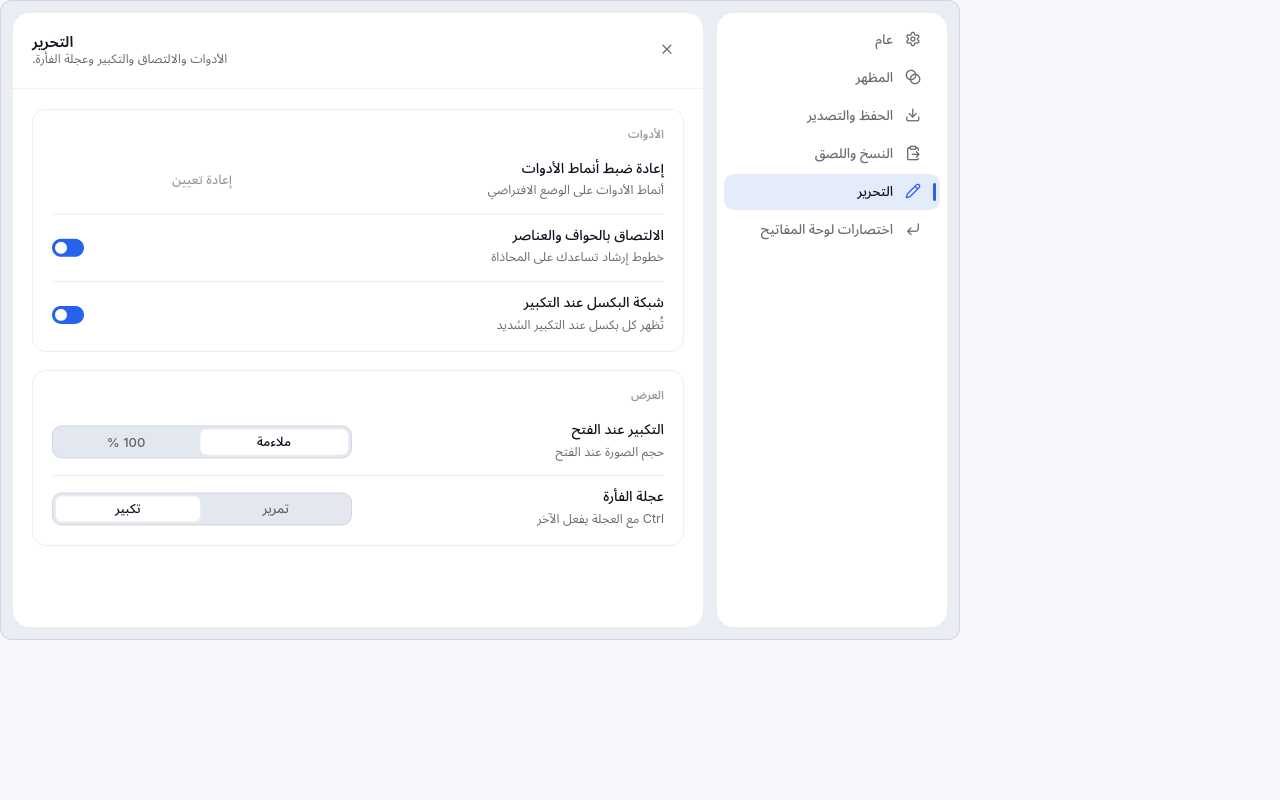 عام
المظهر
الحفظ والتصدير
النسخ واللصق
التحرير
اختصارات لوحة المفاتيح
التحرير
الأدوات والالتصاق والتكبير وعجلة الفأرة.
الأدوات
إعادة ضبط أنماط الأدوات
أنماط الأدوات على الوضع الافتراضي
إعادة تعيين
الالتصاق بالحواف والعناصر
خطوط إرشاد تساعدك على المحاذاة
شبكة البكسل عند التكبير
تُظهر كل بكسل عند التكبير الشديد
العرض
التكبير عند الفتح
حجم الصورة عند الفتح
ملاءمة
100 %
عجلة الفأرة
Ctrl مع العجلة يفعل الآخر
تمرير
تكبير